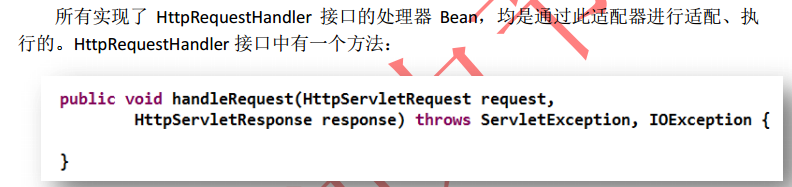 所有实现了 HttpRequestHandler 接口的处理器 Bean，均是通过此适配器进行适配、执
行的。HttpRequestHandler 接口中有一个方法：
public void handleRequest(HttpServletRequest request,
HttpServletResponse response) throws ServletException, IOException {
}